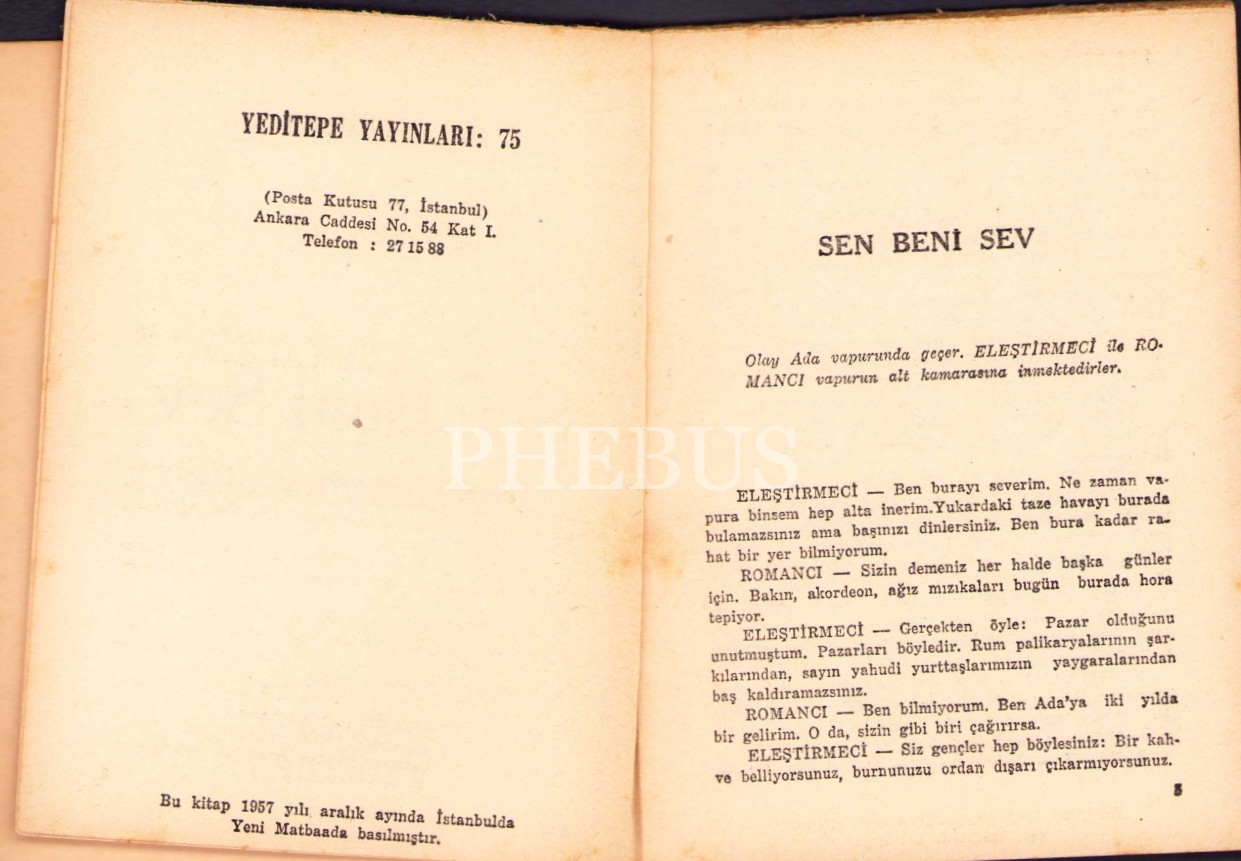 YEDİTEPE YAYINLARI: 75
(Posta Kutusu 77, İstanbul)
Ankara Caddesi No. 54 Kat I.
Telefon : 27 15 88
Bu kitap 1957 yılı aralık ayında İstanbulda
Yeni Matbaada basılmıştır.
SEN BENİ SEV
Olay Ada vapurunda geçer. ELEŞTİRMECİ ile RO-
MANCI vapurun alt kamarasına inmektedirler.
ELEŞTİRMECİ — Ben burayı severim. Ne zaman va-
pura binsem hep alta inerim.Yukardaki taze havayı burada
bulamazsınız ama başınızı dinlersiniz. Ben bura kadar ra-
hat bir yer bilmiyorum.
ROMANCI — Sizin demeniz her halde başka günler
için. Bakın, akordeon, ağız mızıkaları bugün burada hora
tepiyor.
ELEŞTİRMECİ — Gerçekten öyle: Pazar olduğunu
unutmuştum. Pazarları böyledir. Rum palikaryalarının şar-
kılarından, sayın yahudi yurttaşlarımızın yaygaralarından
baş kaldıramazsınız.
ROMANCI — Ben bilmiyorum. Ben Ada'ya iki yılda
bir gelirim. O da, sizin gibi biri çağırırsa.
ELEŞTİRMECİ — Siz gençler hep böylesiniz: Bir kah-
ve belliyorsunuz, burnunuzu ordan dışarı çıkarmıyorsunuz.
3
PHEBUS